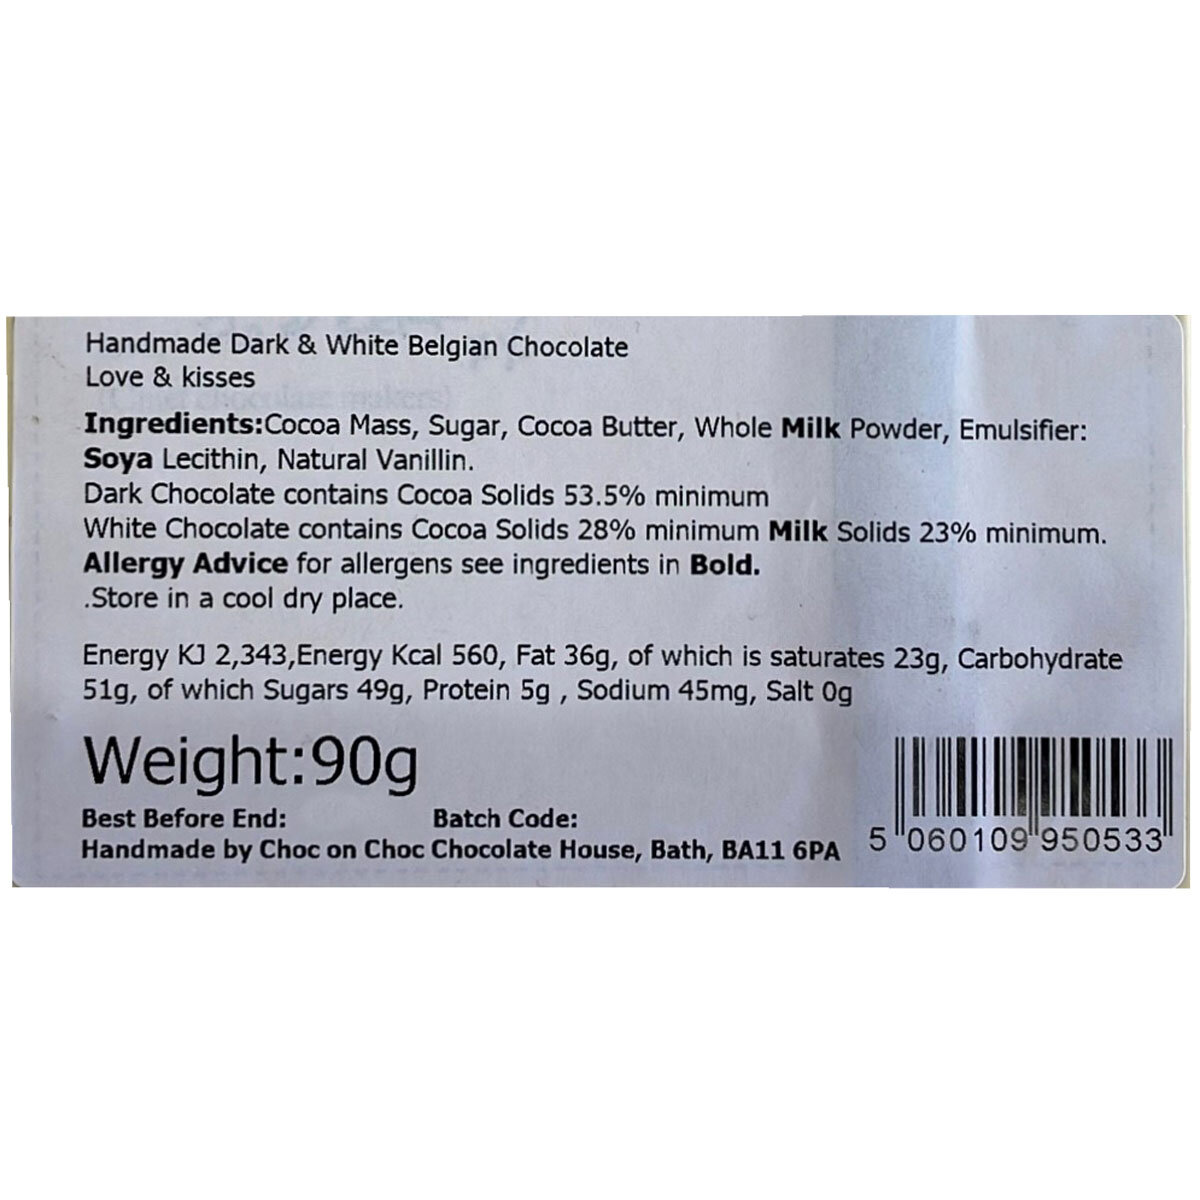 Handmade Dark & White Belgian Chocolate
Love & kisses
Ingredients:Cocoa Mass, Sugar, Cocoa Butter, Whole Milk Powder, Emulsifier:
Soya Lecithin, Natural Vanillin.
Dark Chocolate contains Cocoa Solids 53.5% minimum
White Chocolate contains Cocoa Solids 28% minimum Milk Solids 23% minimum.
Allergy Advice for allergens see ingredients in Bold.
.Store in a cool dry place.
Energy KJ 2,343,Energy Kcal 560, Fat 36g, of which is saturates 23g, Carbohydrate
51g, of which Sugars 49g, Protein 5g , Sodium 45mg, Salt 0g
Weight:90g
Best Before End: Batch Code:
Handmade by Choc on Choc Chocolate House, Bath, BA11 6PA
5 060109 950533